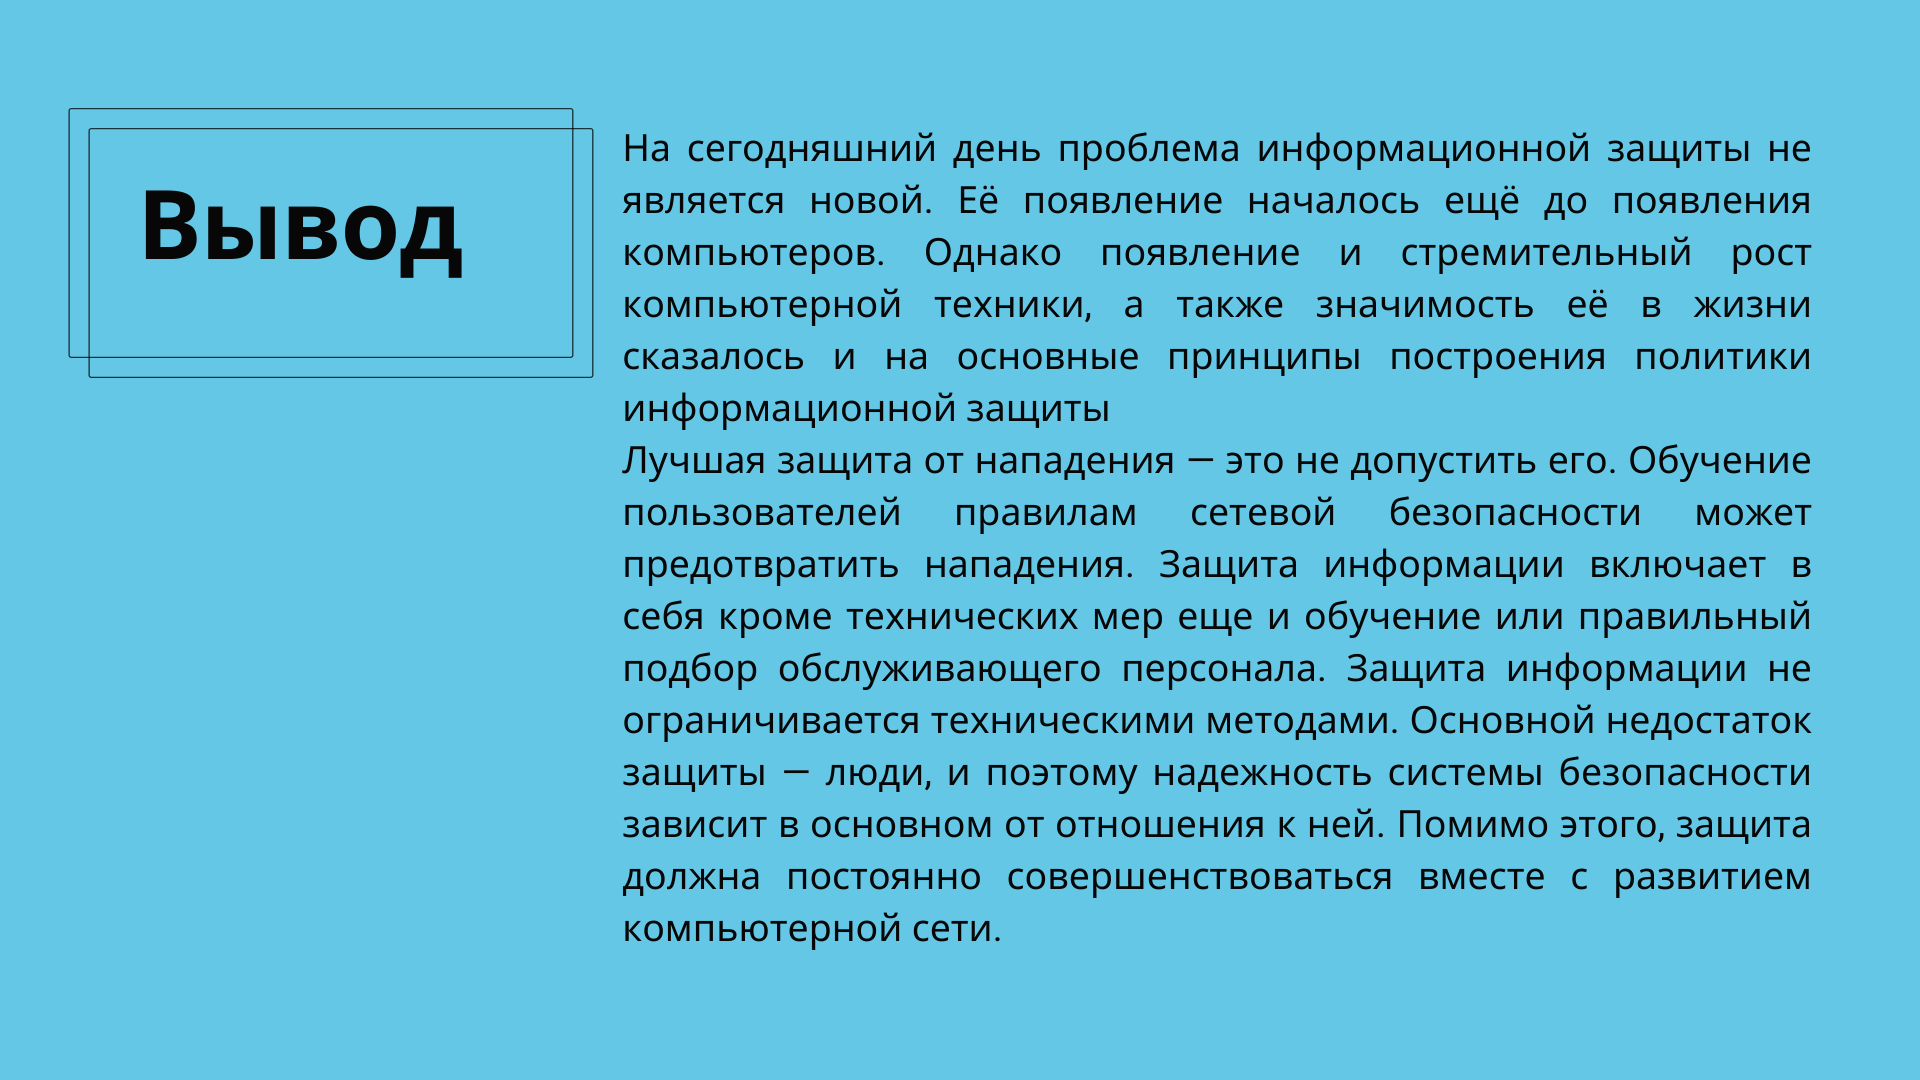 Вывод
На сегодняшний день проблема информационной защиты не
является новой. Её появление началось ещё до появления
компьютеров. Однако появление и стремительный рост
компьютерной техники, а также значимость её в жизни
сказалось и на основные принципы построения политики
информационной защиты
Лучшая защита от нападения — это не допустить его. Обучение
пользователей правилам сетевой безопасности может
предотвратить нападения. Защита информации включает в
себя кроме технических мер еще и обучение или правильный
подбор обслуживающего персонала. Защита информации не
ограничивается техническими методами. Основной недостаток
защиты — люди, и поэтому надежность системы безопасности
зависит в основном от отношения к ней. Помимо этого, защита
должна постоянно совершенствоваться вместе с развитием
компьютерной сети.